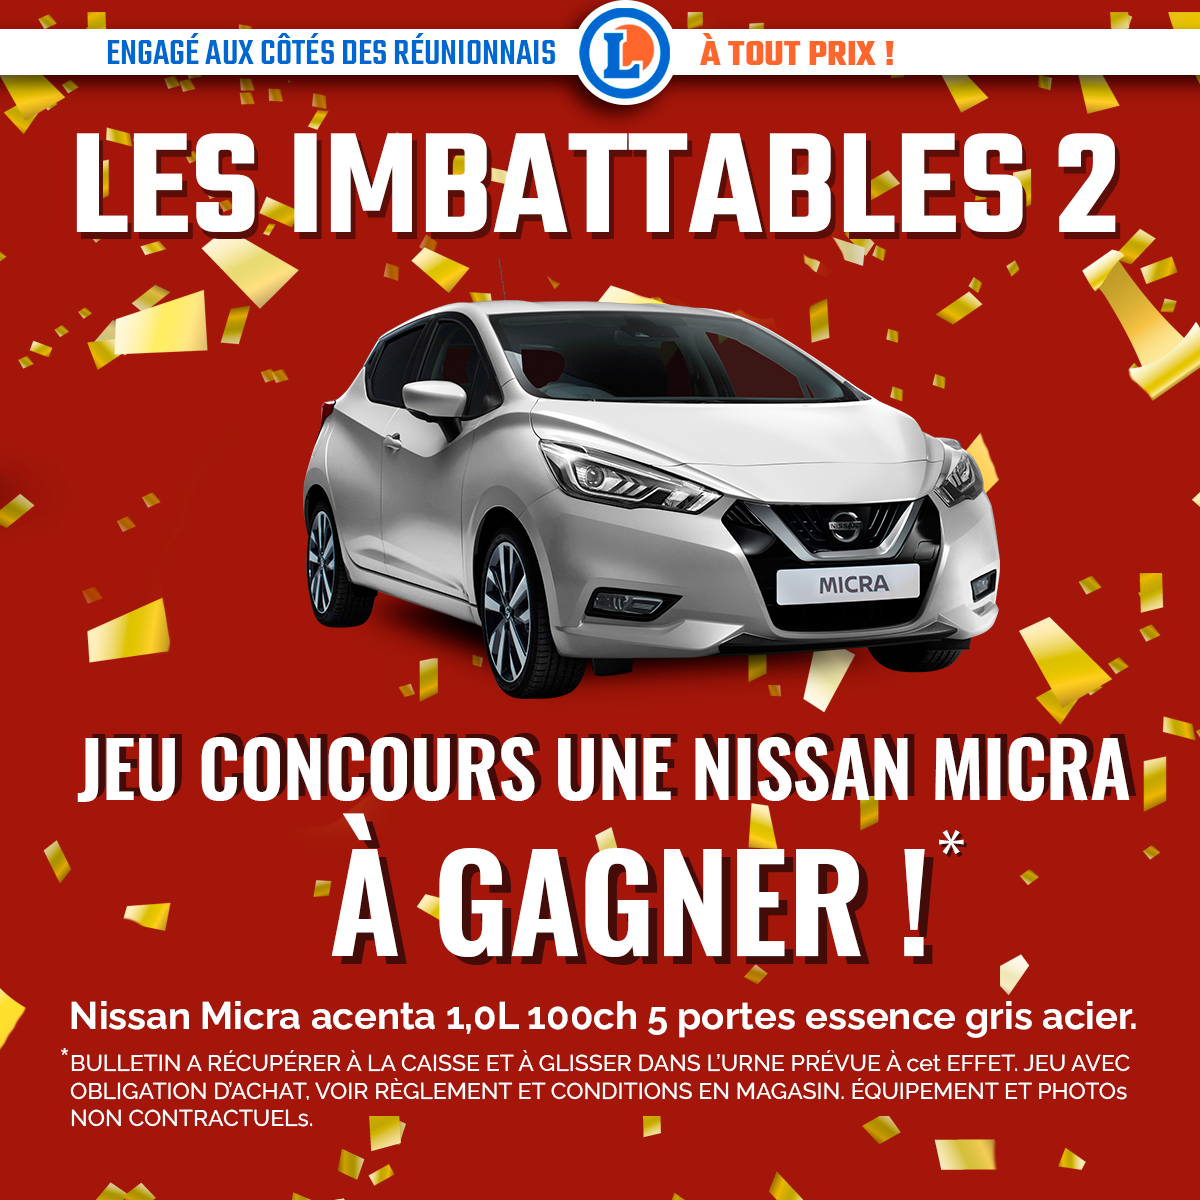 ENGAGÉ AUX CÔTÉS DES RÉUNIONNAIS L À TOUT PRIX !
LES IMBATTABLES 2
NISSAN
MICRA
JEU CONCOURS UNE NISSAN MICRA
À GAGNER !*
Nissan Micra acenta 1,0L 100ch 5 portes essence gris acier.
*BULLETIN A RÉCUPÉRER À LA CAISSE ET À GLISSER DANS L'URNE PRÉVUE À cet EFFET. JEU AVEC
OBLIGATION D'ACHAT, VOIR RÈGLEMENT ET CONDITIONS EN MAGASIN. ÉQUIPEMENT ET PHOTOs
NON CONTRACTUELs.